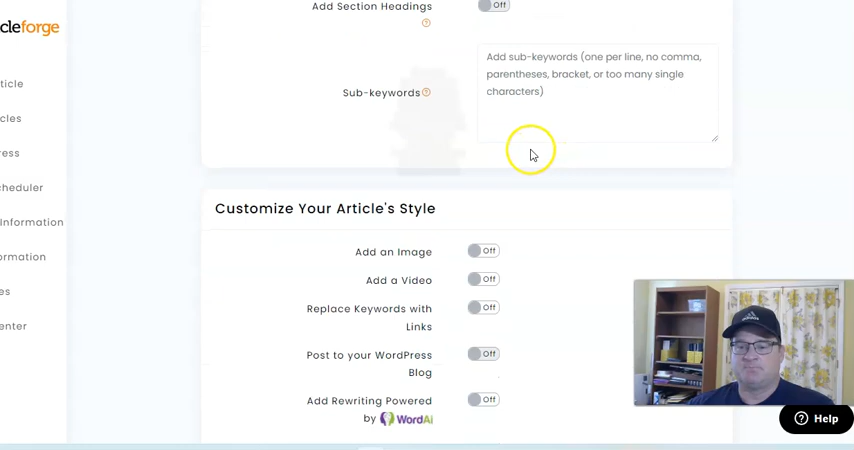 Add Section Headings
Off
cleforge
ticle
Add sub-keywords (one per line, no comma,
parentheses, bracket, or too many single
characters)
Sub-keywords
cles
ress
cheduler
Information
ormation
es
enter
Customize Your Article's Style
Add an Image
Off
Add a Video
Off
Replace Keywords with
Links
Off
Post to your WordPress
Blog
Off
Add Rewriting Powered
by WordAi
Off
Help